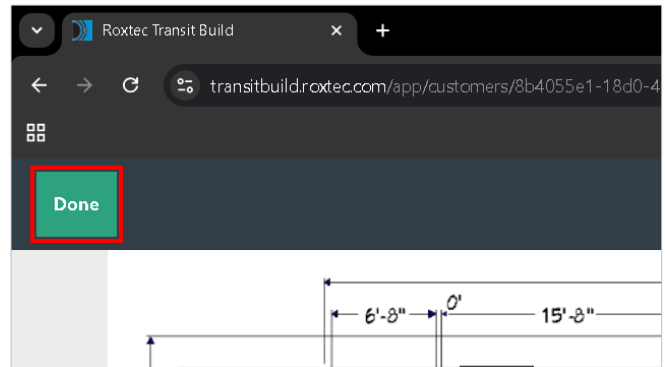 Roxtec Transit Build
transitbuild.roxtec.com/app/customers/8b4055e1-18d0-4
Done
6'-8"
0'
15'-8"